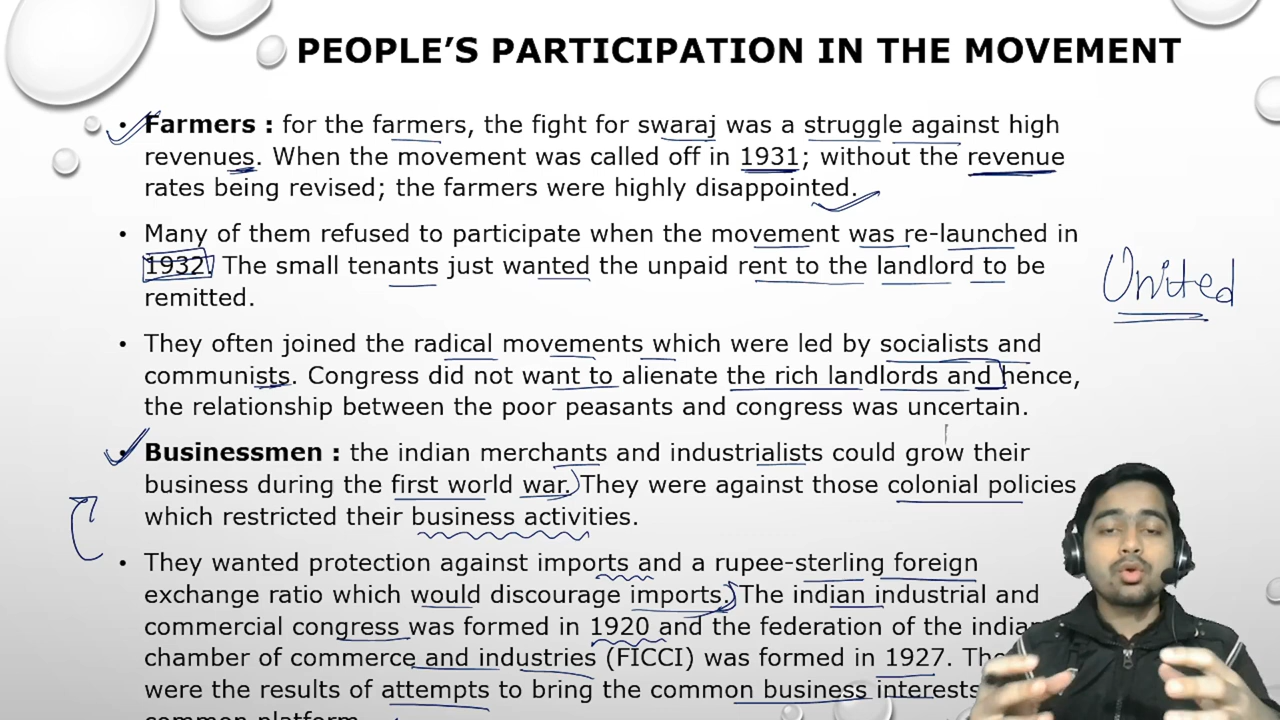 PEOPLE'S PARTICIPATION IN THE MOVEMENT
• Farmers : for the farmers, the fight for swaraj was a struggle against high
revenues. When the movement was called off in 1931; without the revenue
rates being revised; the farmers were highly disappointed.
• Many of them refused to participate when the movement was re-launched in
1932. The small tenants just wanted the unpaid rent to the landlord to be
remitted.
United
• They often joined the radical movements which were led by socialists and
communists. Congress did not want to alienate the rich landlords and hence,
the relationship between the poor peasants and congress was uncertain.
• Businessmen : the indian merchants and industrialists could grow their
business during the first world war. They were against those colonial policies
which restricted their business activities.
• They wanted protection against imports and a rupee-sterling foreign
exchange ratio which would discourage imports. The indian industrial and
commercial congress was formed in 1920 and the federation of the
chamber of commerce and industries (FICCI) was formed in 1927.
were the results of attempts to bring the common business interests
common platform.